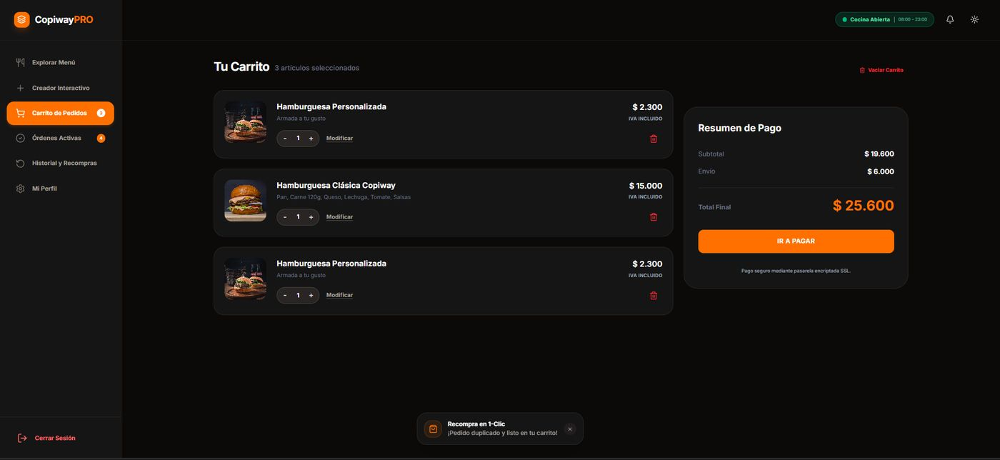 CopiwayPRO
Cocina Abierta | 08:00 - 23:00
Explorar Menú
Creador Interactivo
Carrito de Pedidos 3
Órdenes Activas 4
Historial y Recompras
Mi Perfil
Cerrar Sesión
Tu Carrito 3 artículos seleccionados
Vaciar Carrito
Hamburguesa Personalizada
$ 2.300
Armada a tu gusto
IVA INCLUIDO
- 1 + Modificar
Hamburguesa Clásica Copiway
$ 15.000
Pan, Carne 120g, Queso, Lechuga, Tomate, Salsas
IVA INCLUIDO
- 1 + Modificar
Hamburguesa Personalizada
$ 2.300
Armada a tu gusto
IVA INCLUIDO
- 1 + Modificar
Resumen de Pago
Subtotal $ 19.600
Envío $ 6.000
Total Final $ 25.600
IR A PAGAR
Pago seguro mediante pasarela encriptada SSL.
Recompra en 1-Clic
¡Pedido duplicado y listo en tu carrito!